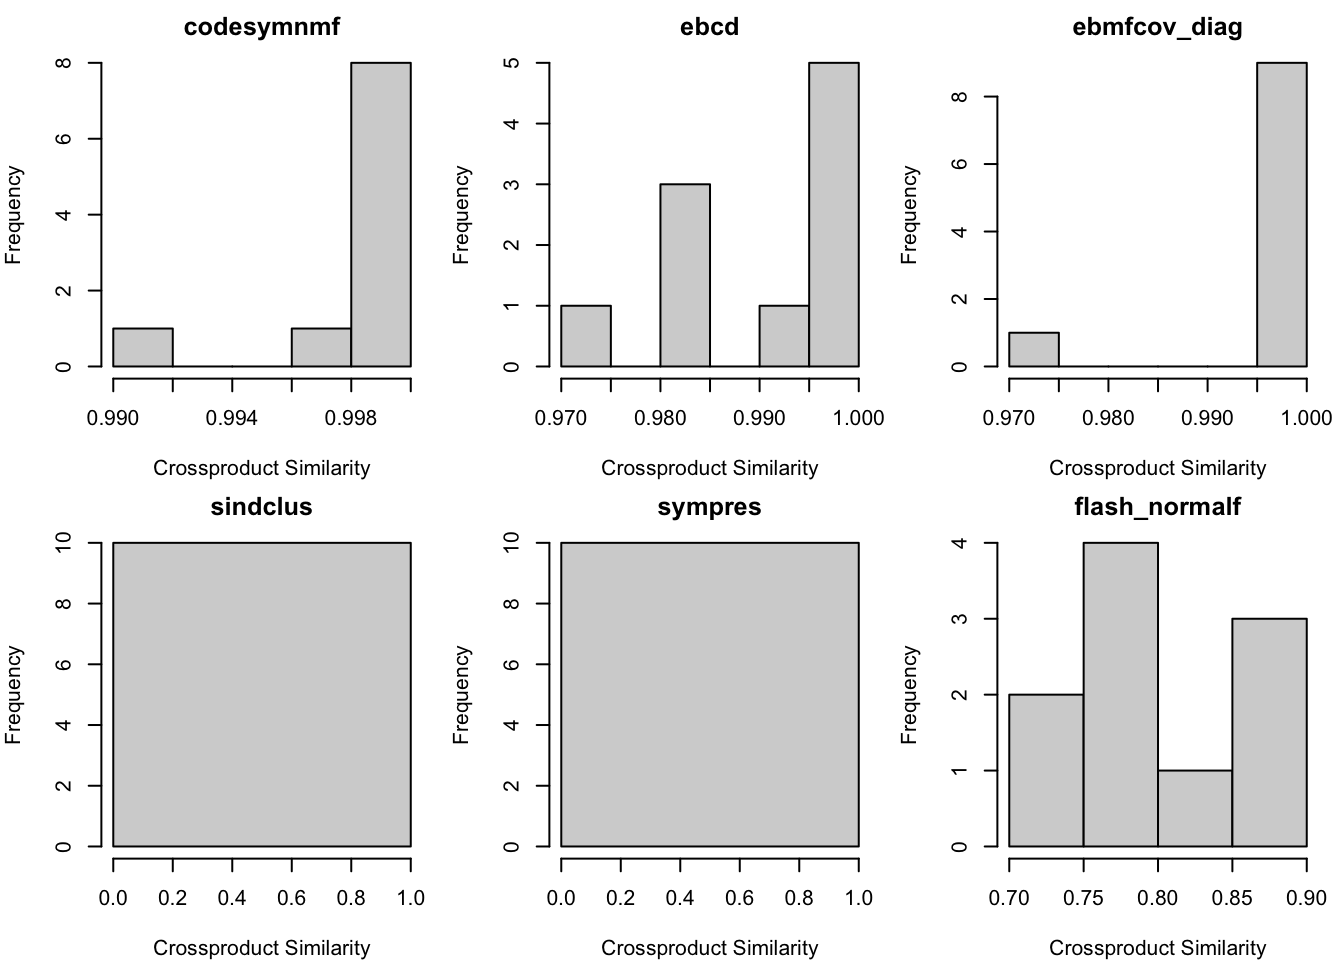 codesymnmf
Frequency
0 2 4 6 8
0.990 0.994 0.998
Crossproduct Similarity
ebcd
Frequency
0 1 2 3 4 5
0.970 0.980 0.990 1.000
Crossproduct Similarity
ebmfcov_diag
Frequency
0 2 4 6 8
0.970 0.980 0.990 1.000
Crossproduct Similarity
sindclus
Frequency
0 2 4 6 8 10
0.0 0.2 0.4 0.6 0.8 1.0
Crossproduct Similarity
sympres
Frequency
0 2 4 6 8 10
0.0 0.2 0.4 0.6 0.8 1.0
Crossproduct Similarity
flash_normalf
Frequency
0 1 2 3 4
0.70 0.75 0.80 0.85 0.90
Crossproduct Similarity